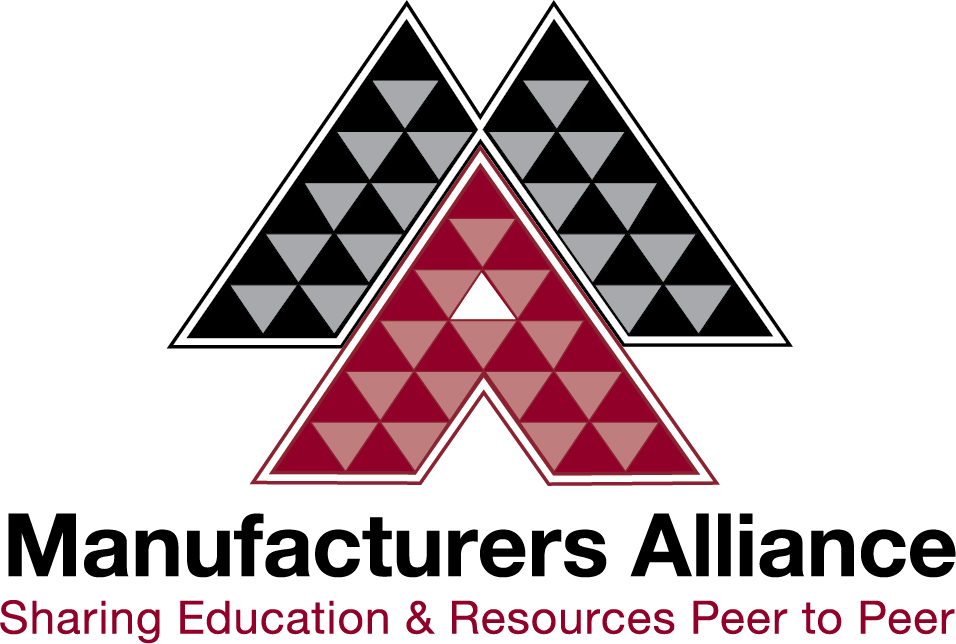 Manufacturers Alliance
Sharing Education & Resources Peer to Peer